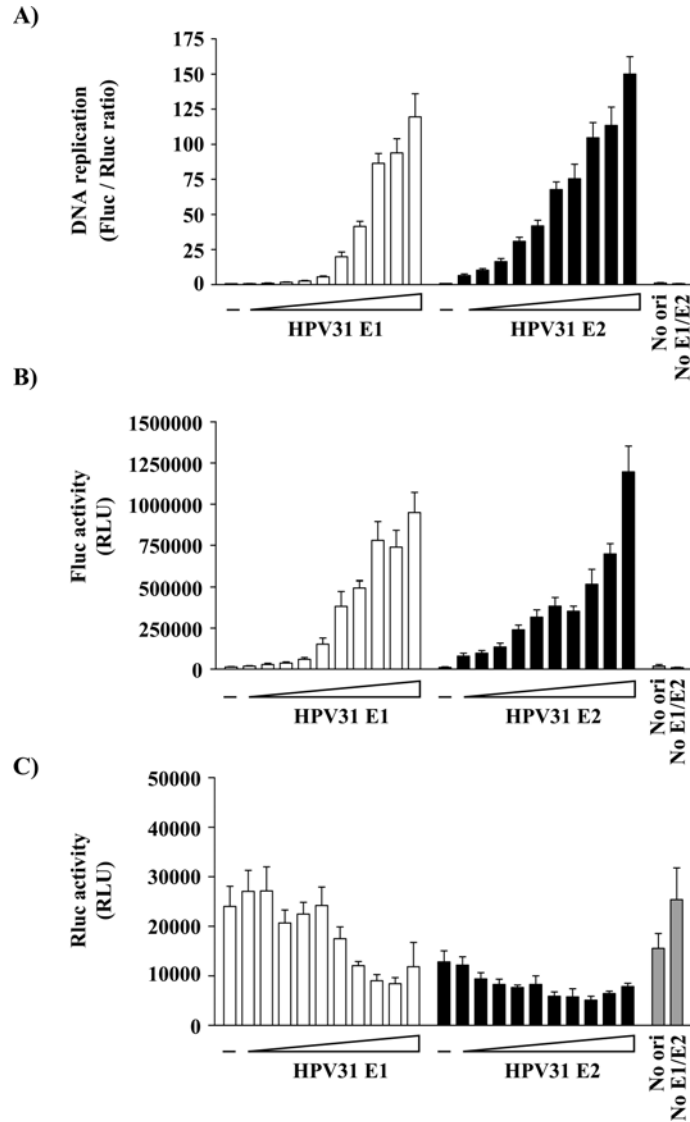 A)
DNA replication
(Fluc / Rluc ratio)
175
150
125
100
75
50
25
0
–
HPV31 E1
–
HPV31 E2
No ori
No E1/E2
B)
Fluc activity
(RLU)
1500000
1250000
1000000
750000
500000
250000
0
–
HPV31 E1
–
HPV31 E2
No ori
No E1/E2
C)
Rluc activity
(RLU)
50000
40000
30000
20000
10000
0
–
HPV31 E1
–
HPV31 E2
No ori
No E1/E2